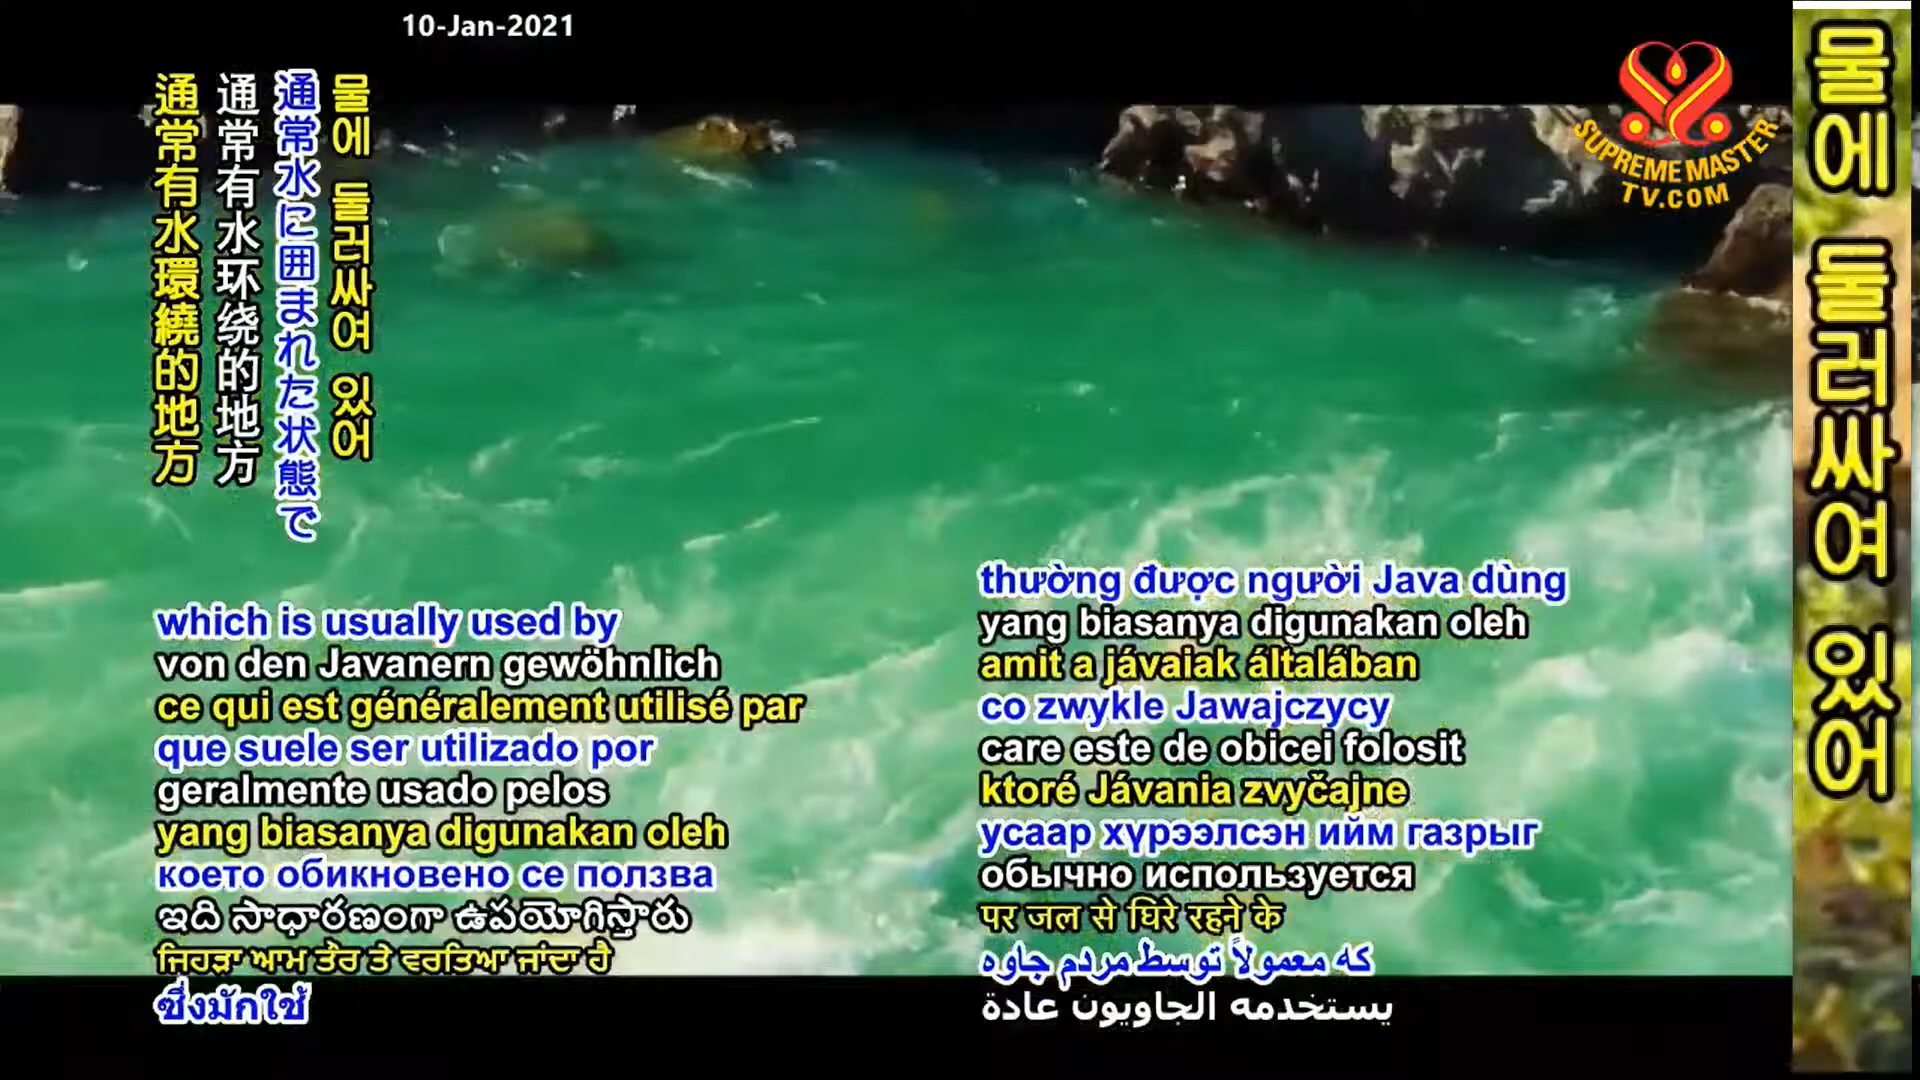 10-Jan-2021
SUPREME MASTER
TV.COM
물에 둘러싸여 있어
물에 둘러싸여 있어
通常水に囲まれた状態で
通常有水环绕的地方
通常有水環繞的地方
which is usually used by
von den Javanern gewöhnlich
ce qui est généralement utilisé par
que suele ser utilizado por
geralmente usado pelos
yang biasanya digunakan oleh
което обикновено се ползва
ఇది సాధారణంగా ఉపయోగిస్తారు
ਜਿਹੜਾ ਆਮ ਤੌਰ ਤੇ ਵਰਤਿਆ ਜਾਂਦਾ ਹੈ
ซึ่งมักใช้
thường được người Java dùng
yang biasanya digunakan oleh
amit a jávaiak általában
co zwykle Jawajczycy
care este de obicei folosit
ktoré Jávania zvyčajne
усаар хүрээлсэн ийм газрыг
обычно используется
पर जल से घिरे रहने के
که معمولاً توسط مردم جاوه
يستخدمه الجاويون عادة